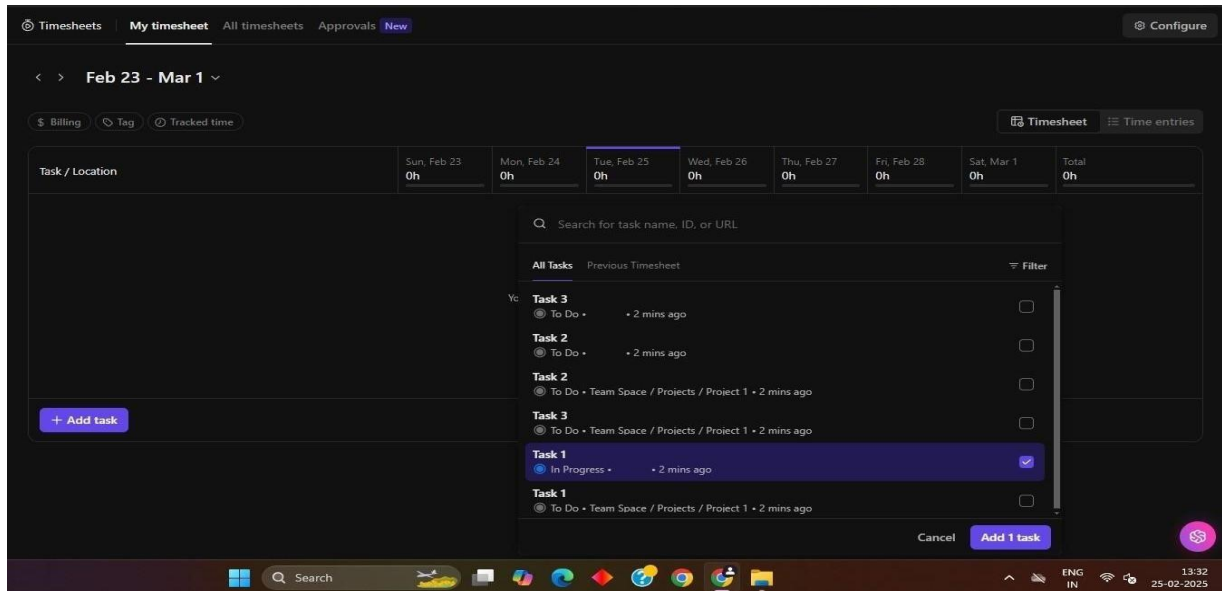 Timesheets My timesheet All timesheets Approvals New Configure
Feb 23 - Mar 1
$ Billing Tag Tracked time Timesheet Time entries
Task / Location Sun, Feb 23 Mon, Feb 24 Tue, Feb 25 Wed, Feb 26 Thu, Feb 27 Fri, Feb 28 Sat, Mar 1 Total
0h 0h 0h 0h 0h 0h 0h 0h
Search for task name, ID, or URL
All Tasks Previous Timesheet Filter
Yo
Task 3
To Do • • 2 mins ago
Task 2
To Do • • 2 mins ago
Task 2
To Do • Team Space / Projects / Project 1 • 2 mins ago
Task 3
To Do • Team Space / Projects / Project 1 • 2 mins ago
+ Add task
Task 1
In Progress • • 2 mins ago
Task 1
To Do • Team Space / Projects / Project 1 • 2 mins ago
Cancel Add 1 task
Search ENG 13:32
IN 25-02-2025